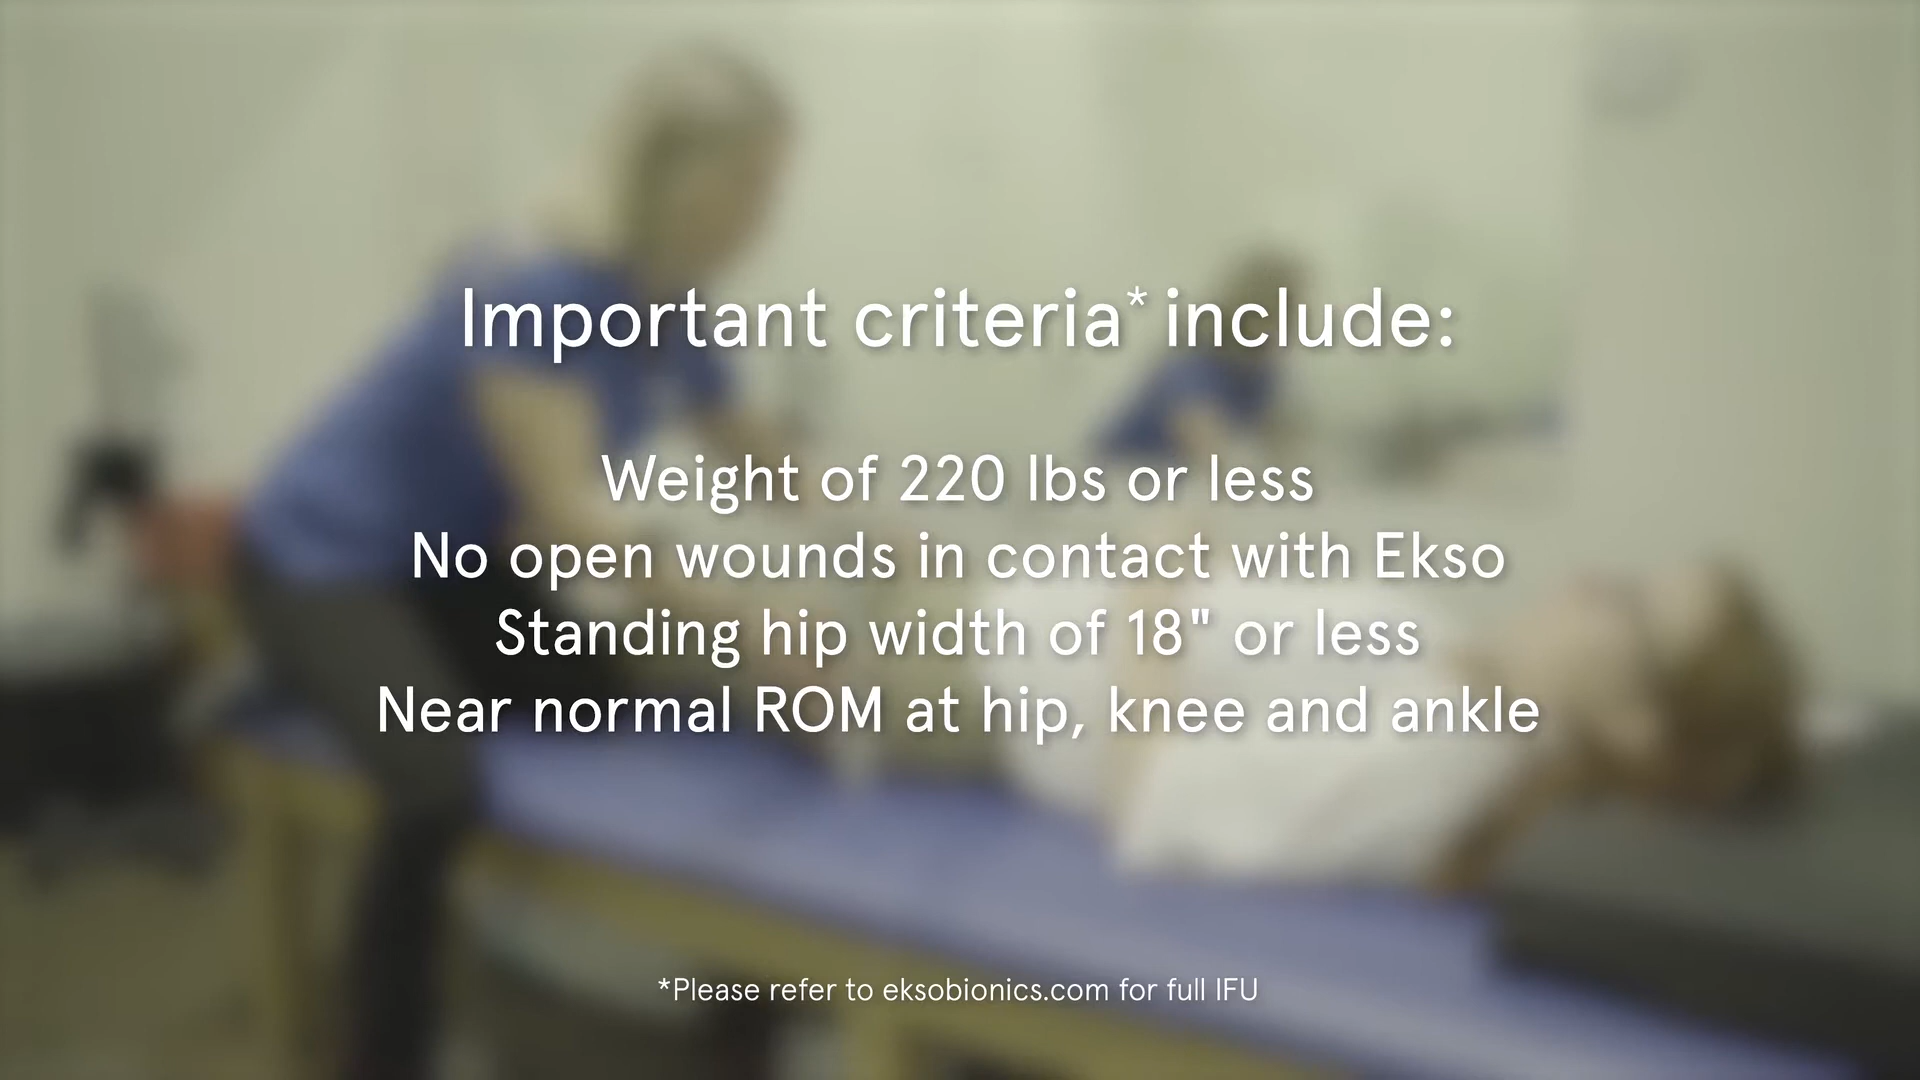 Important criteria* include:
Weight of 220 lbs or less
No open wounds in contact with Ekso
Standing hip width of 18" or less
Near normal ROM at hip, knee and ankle
*Please refer to eksobionics.com for full IFU